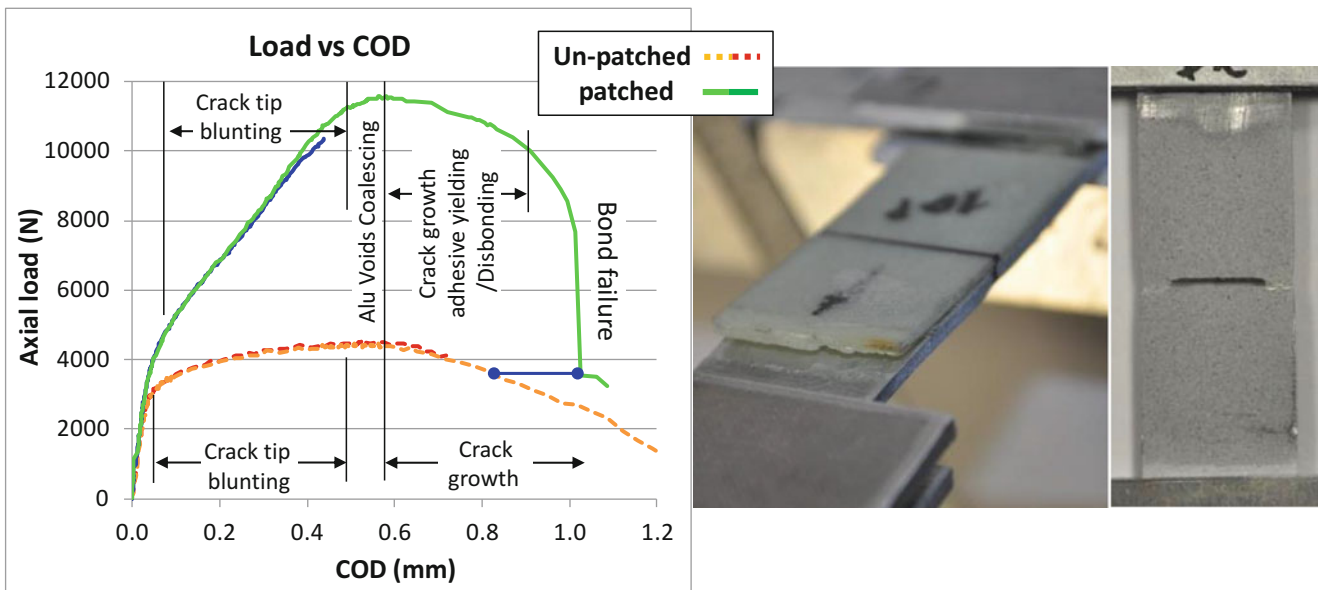 Load vs COD
Un-patched
patched
12000
10000
8000
6000
4000
2000
0
Axial load (N)
Crack tip
blunting
Alu Voids Coalescing
Crack growth
adhesive yielding
/Disbonding
Bond failure
Crack tip
blunting
Crack
growth
0.0 0.2 0.4 0.6 0.8 1.0 1.2
COD (mm)